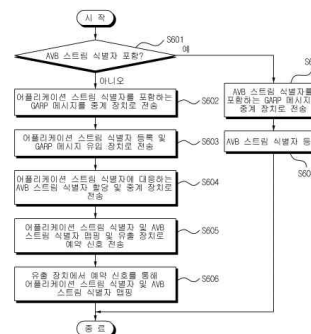 시 작
S601
AVB 스트림 식별자 포함?
예
아니오
어플리케이션 스트림 식별자를 포함하는
GARP 메시지를 중계 장치로 전송
S602
어플리케이션 스트림 식별자 등록 및
GARP 메시지 유입 장치로 전송
S603
어플리케이션 스트림 식별자에 대응하는
AVB 스트림 식별자 할당 및 중계 장치로
전송
S604
어플리케이션 스트림 식별자 및 AVB
스트림 식별자 맵핑 및 유출 장치로
예약 신호 전송
S605
유출 장치에서 예약 신호를 통해
어플리케이션 스트림 식별자 및 AVB
스트림 식별자 맵핑
S606
종 료
AVB 스트림 식별자를
포함하는 GARP 메시지
중계 장치로 전송
AVB 스트림 식별자 등